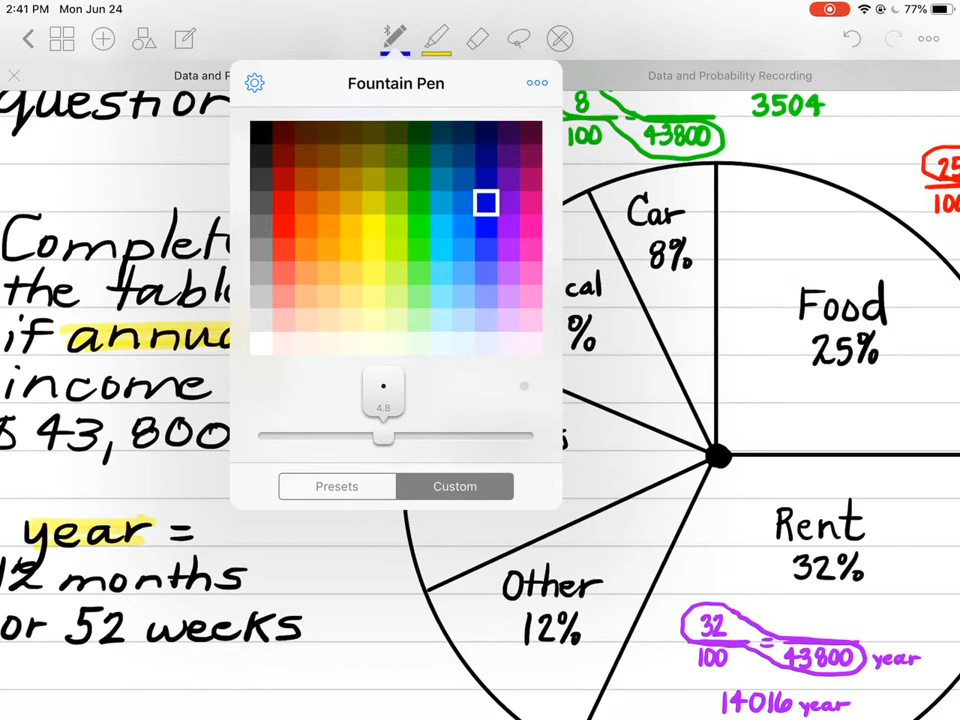 2:41 PM Mon Jun 24 77%
Data and Probability Recording
question
Fountain Pen
8
100 43800
3504
25
100
Complete
the table
if annual
income
$ 43,800
Car
8%
cal
%
Food
25%
4.8
Presets Custom
year =
12 months
or 52 weeks
Other
12%
Rent
32%
32
100 = 43800 year
14016 year